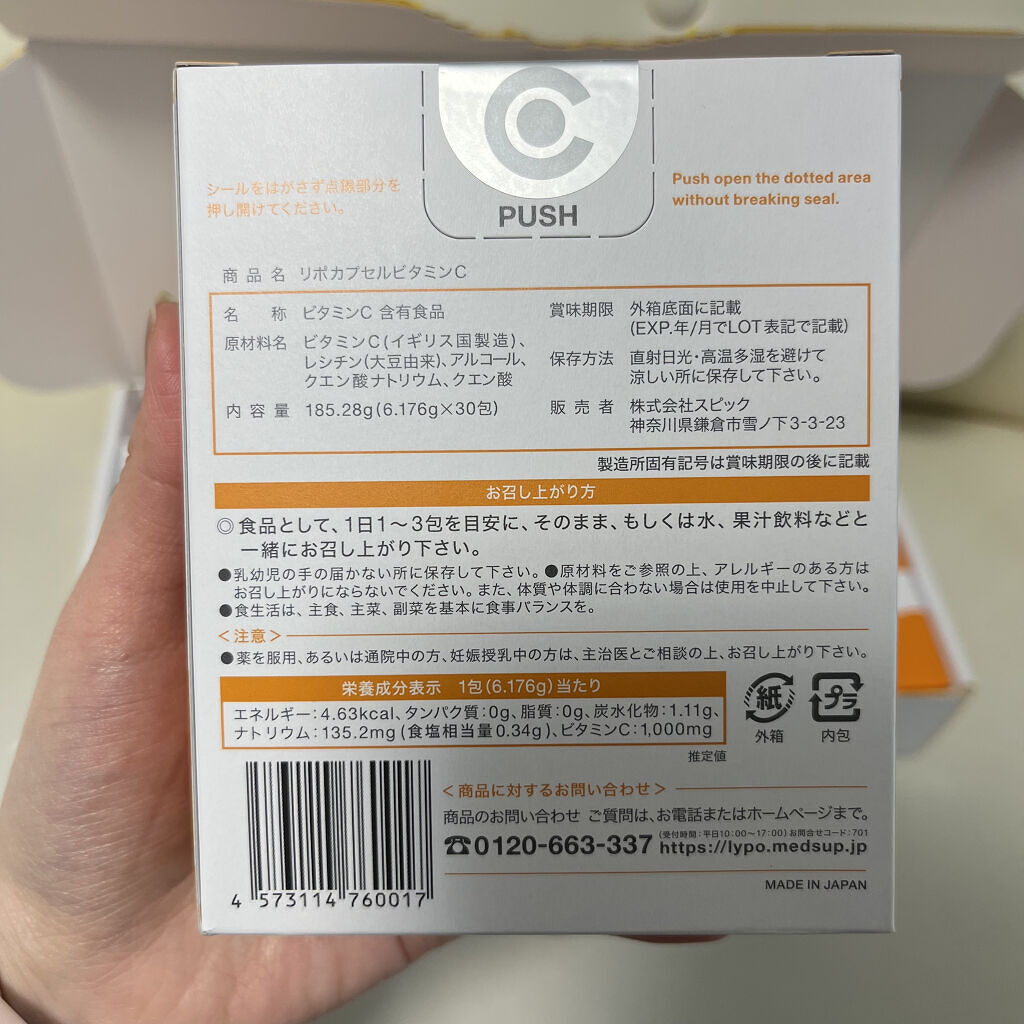 シールをはがさず点線部分を
押し開けてください。
PUSH
Push open the dotted area
without breaking seal.
商品名 リポカプセルビタミンC
名称 ビタミンC 含有食品
原材料名 ビタミンC(イギリス国製造)、
レシチン(大豆由来)、アルコール、
クエン酸ナトリウム、クエン酸
内容量 185.28g(6.176g×30包)
賞味期限 外箱底面に記載
(EXP.年/月でLOT表記で記載)
保存方法 直射日光・高温多湿を避けて
涼しい所に保存して下さい。
販売者 株式会社スピック
神奈川県鎌倉市雪ノ下3-3-23
製造所固有記号は賞味期限の後に記載
お召し上がり方
◎食品として、1日1〜3包を目安に、そのまま、もしくは水、果汁飲料などと
一緒にお召し上がり下さい。
●乳幼児の手の届かない所に保存して下さい。●原材料をご参照の上、アレルギーのある方は
お召し上がりにならないでください。また、体質や体調に合わない場合は使用を中止して下さい。
●食生活は、主食、主菜、副菜を基本に食事バランスを。
<注意>
●薬を服用、あるいは通院中の方、妊娠授乳中の方は、主治医とご相談の上、お召し上がり下さい。
栄養成分表示 1包(6.176g)当たり
エネルギー:4.63kcal、タンパク質:0g、脂質:0g、炭水化物:1.11g、
ナトリウム:135.2mg(食塩相当量0.34g)、ビタミンC:1,000mg
推定値
紙
外箱
プラ
内包
<商品に対するお問い合わせ>
商品のお問い合わせ ご質問は、お電話またはホームページまで。
☎0120-663-337 (受付時間:平日10:00〜17:00)お問合せコード:701
https://lypo.medsup.jp
MADE IN JAPAN
4 573114 760017